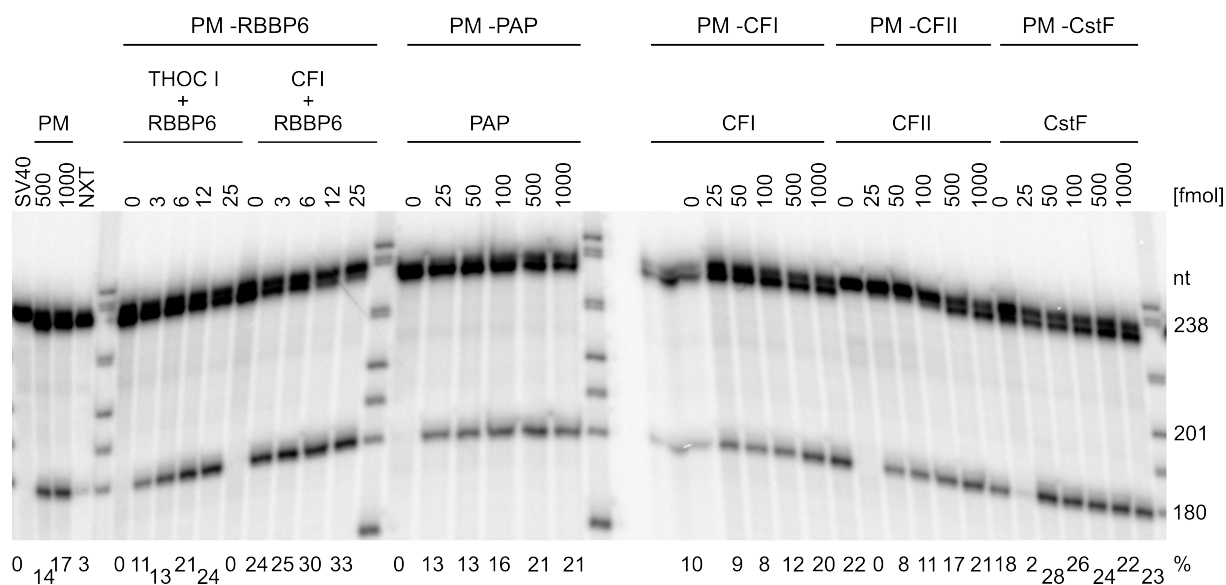 PM -RBBP6 PM -PAP PM -CFI PM -CFII PM -CstF
THOC I + RBBP6 CFI + RBBP6
PM PAP CFI CFII CstF
SV40 500 1000 NXT 0 3 6 12 25 0 3 6 12 25 0 25 50 100 500 1000 0 25 50 100 500 1000 0 25 50 100 500 1000 0 25 50 100 500 1000 [fmol]
nt
238
201
180
0 14 17 3 0 11 13 21 24 0 24 25 30 33 0 13 13 16 21 21 10 9 8 12 20 22 0 8 11 17 21 18 2 28 26 24 22 23 %